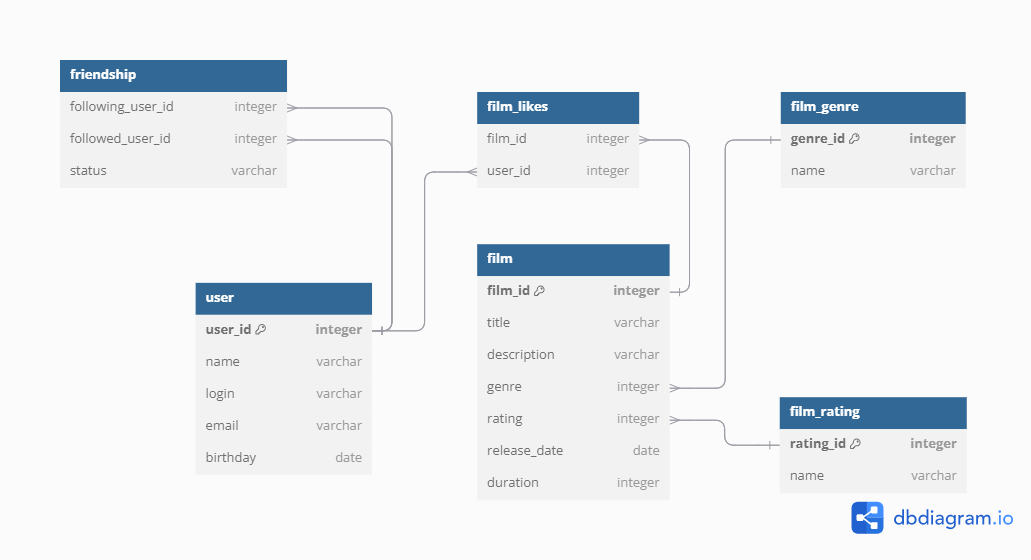 friendship
following_user_id integer
followed_user_id integer
status varchar
film_likes
film_id integer
user_id integer
film_genre
genre_id integer
name varchar
user
user_id integer
name varchar
login varchar
email varchar
birthday date
film
film_id integer
title varchar
description varchar
genre integer
rating integer
release_date date
duration integer
film_rating
rating_id integer
name varchar
dbdiagram.io